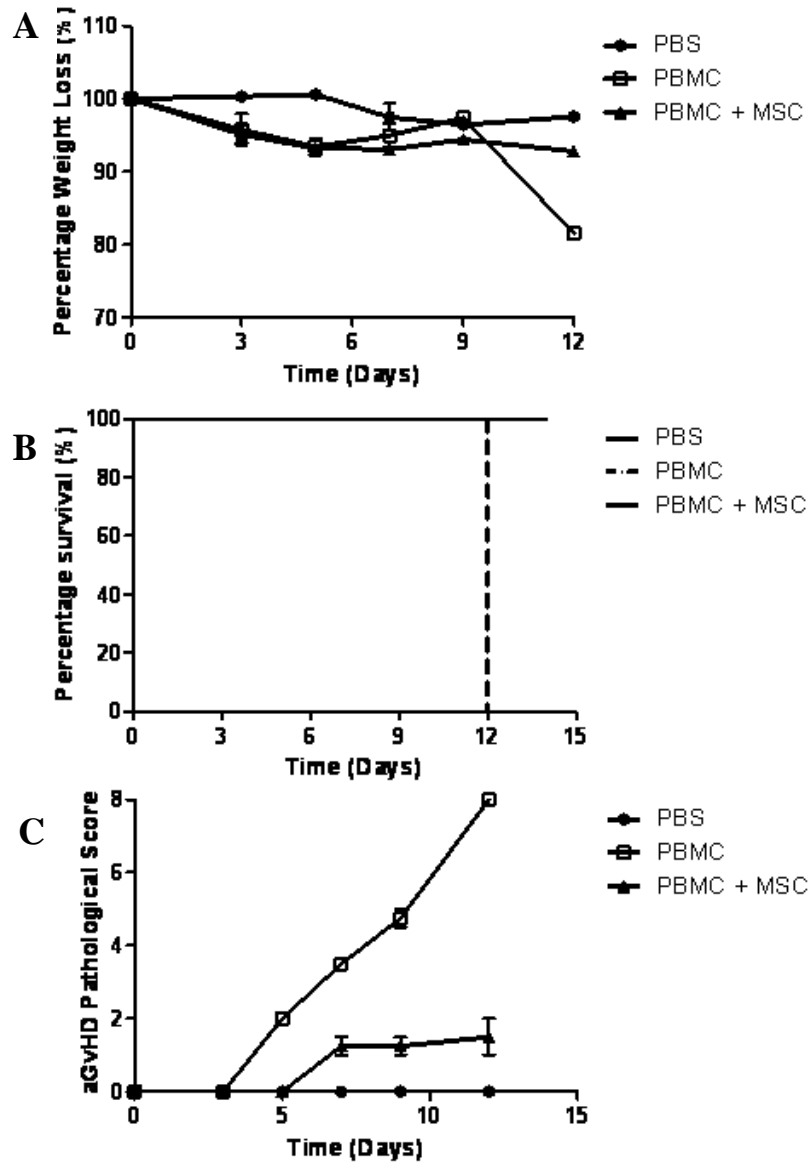 A
Percentage Weight Loss (%)
110
100
90
80
70
0
3
6
9
12
Time (Days)
PBS
PBMC
PBMC + MSC
B
Percentage survival (%)
100
80
60
40
20
0
0
3
6
9
12
15
Time (Days)
PBS
PBMC
PBMC + MSC
C
aGvHD Pathological Score
8
6
4
2
0
0
5
10
15
Time (Days)
PBS
PBMC
PBMC + MSC